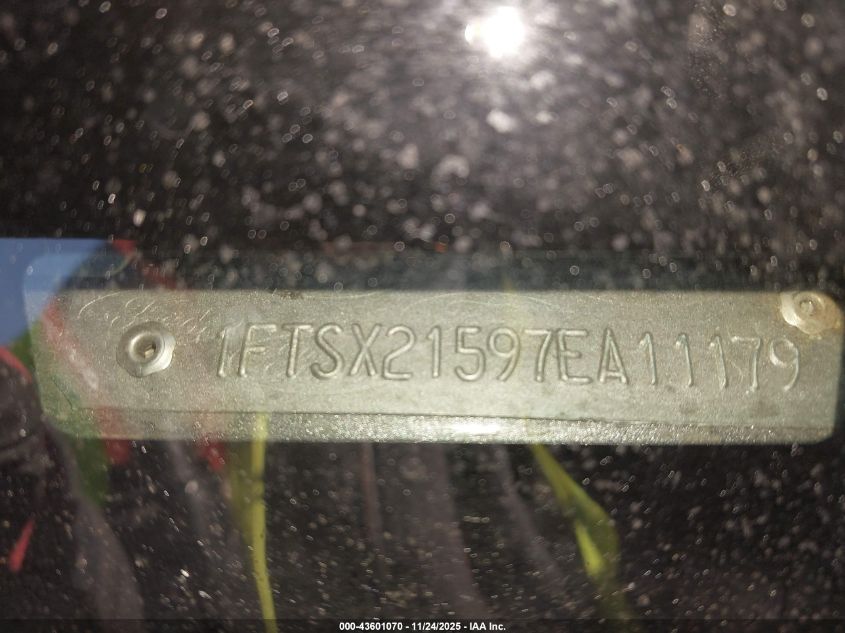 1FTSX21597EA11179
000-43601070 - 11/24/2025 - IAA Inc.